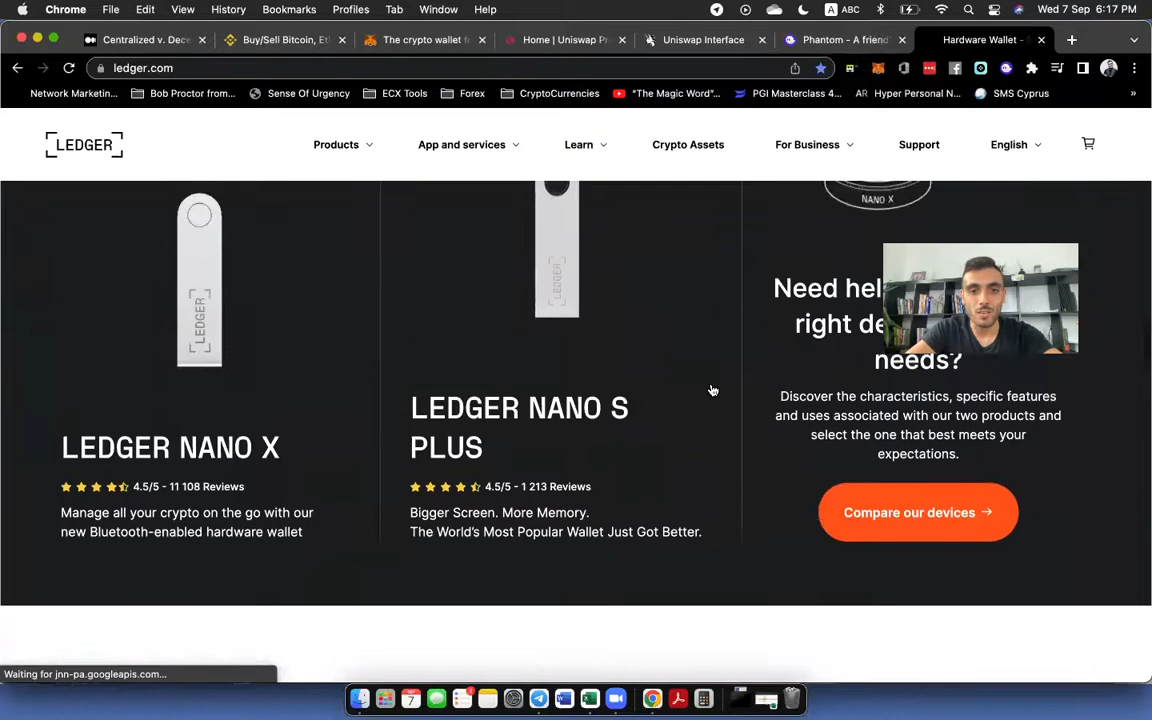 Chrome File Edit View History Bookmarks Profiles Tab Window Help A ABC Wed 7 Sep 6:17 PM
Centralized v. Dece Buy/Sell Bitcoin, Et The crypto wallet fo Home | Uniswap Pr Uniswap Interface Phantom - A friend Hardware Wallet -
ledger.com
Network Marketin... Bob Proctor from... Sense Of Urgency ECX Tools Forex CryptoCurrencies "The Magic Word"... PGI Masterclass 4... AR Hyper Personal N... SMS Cyprus »
LEDGER Products App and services Learn Crypto Assets For Business Support English
LEDGER
LEDGER
NANO X
Need hel
right de
needs?
Discover the characteristics, specific features
and uses associated with our two products and
select the one that best meets your
expectations.
Compare our devices →
LEDGER NANO X
4.5/5 - 11 108 Reviews
Manage all your crypto on the go with our
new Bluetooth-enabled hardware wallet
LEDGER NANO S
PLUS
4.5/5 - 1 213 Reviews
Bigger Screen. More Memory.
The World's Most Popular Wallet Just Got Better.
Waiting for jnn-pa.googleapis.com...